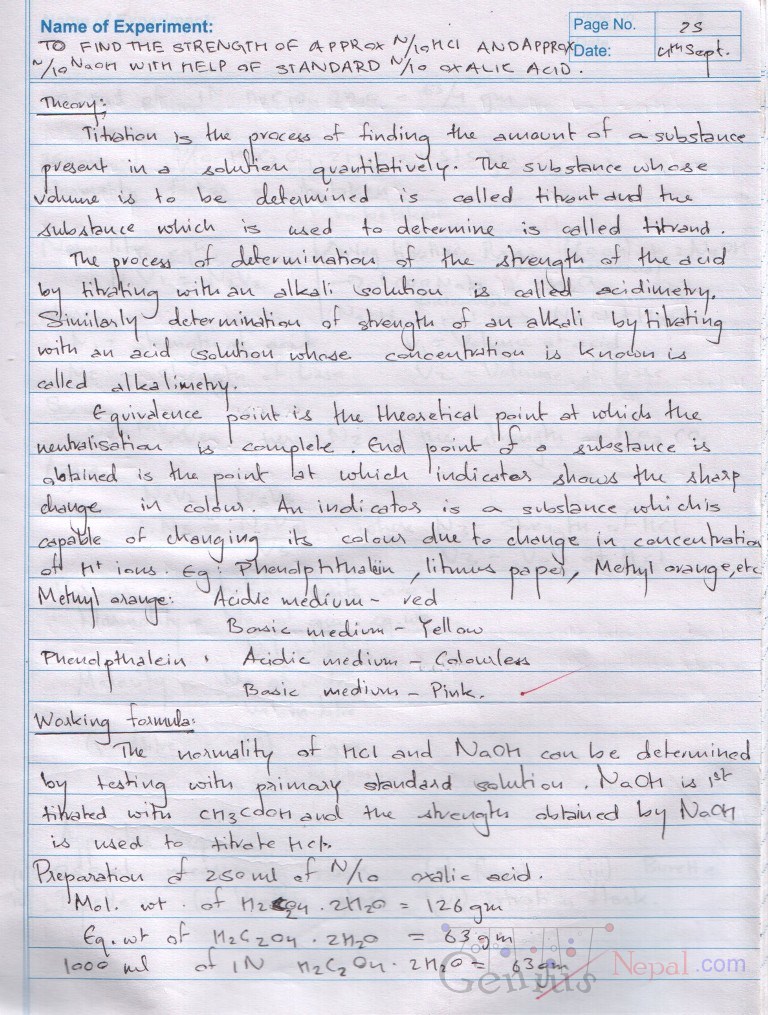 Name of Experiment:
Page No. 25
Date: 4th Sept.
TO FIND THE STRENGTH OF APPROX N/10 HCl AND APPROX
N/10 NaOH WITH HELP OF STANDARD N/10 OXALIC ACID.
Theory:
Titration is the process of finding the amount of a substance
present in a solution quantitatively. The substance whose
volume is to be determined is called titrant and the
substance which is used to determine is called titrand.
The process of determination of the strength of the acid
by titrating with an alkali solution is called acidimetry.
Similarly determination of strength of an alkali by titrating
with an acid solution whose concentration is known is
called alkalimetry.
Equivalence point is the theoretical point at which the
neutralisation is complete. End point of a substance is
obtained is the point at which indicator shows the sharp
change in colour. An indicator is a substance which is
capable of changing its colour due to change in concentration
of H+ ions. Eg: Phenolphthalein, litmus paper, Methyl orange, etc
Methyl orange: Acidic medium - red
Basic medium - Yellow
Phenolpthalein: Acidic medium - Colourless
Basic medium - Pink.
Working formula:
The normality of HCl and NaOH can be determined
by testing with primary standard solution. NaOH is 1st
titrated with CH3COOH and the strength obtained by NaOH
is used to titrate HCl.
Preparation of 250 ml of N/10 oxalic acid.
Mol. wt. of H2C2O4 . 2H2O = 126 gm
Eq. wt of H2C2O4 . 2H2O = 63 gm
1000 ml of 1N H2C2O4 . 2H2O = 63 gm
Genius Nepal.com